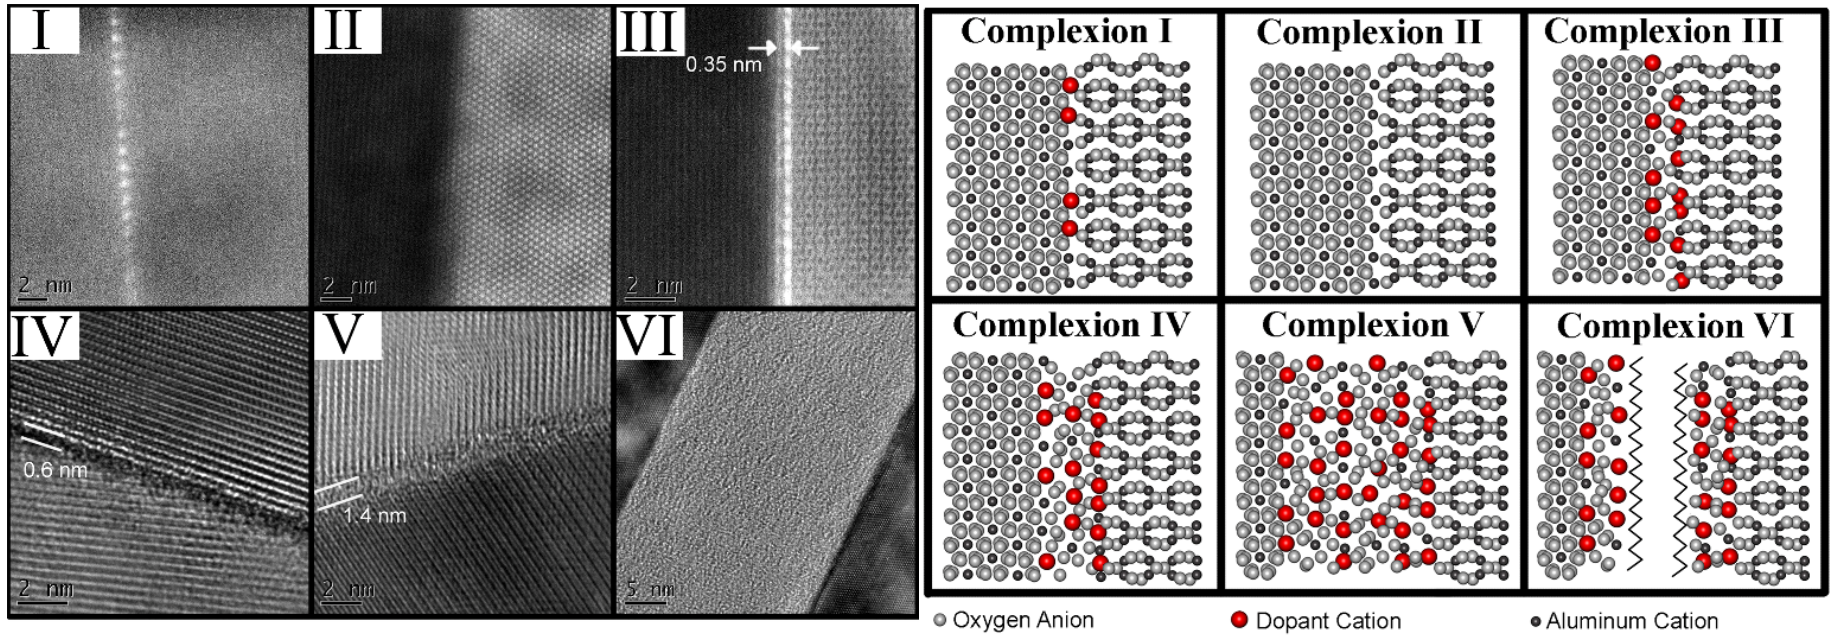 I
II
III
0.35 nm
2 nm
2 nm
2 nm
IV
V
VI
0.6 nm
1.4 nm
2 nm
2 nm
5 nm
Complexion I
Complexion II
Complexion III
Complexion IV
Complexion V
Complexion VI
Oxygen Anion
Dopant Cation
Aluminum Cation